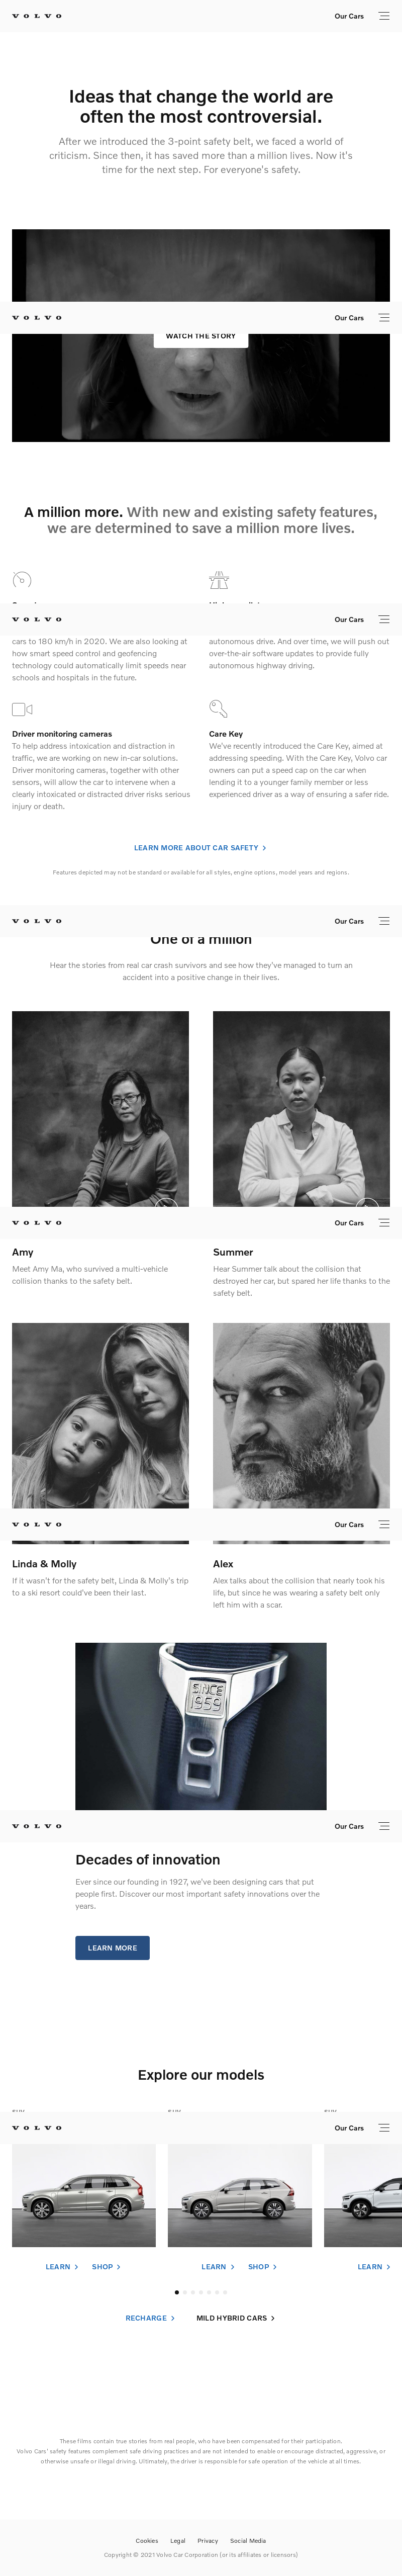 VOLVO
Our Cars
Ideas that change the world are
often the most controversial.
After we introduced the 3-point safety belt, we faced a world of
criticism. Since then, it has saved more than a million lives. Now it's
time for the next step. For everyone's safety.
VOLVO
Our Cars
WATCH THE STORY
A million more. With new and existing safety features,
we are determined to save a million more lives.
VOLVO
Our Cars
cars to 180 km/h in 2020. We are also looking at
how smart speed control and geofencing
technology could automatically limit speeds near
schools and hospitals in the future.
autonomous drive. And over time, we will push out
over-the-air software updates to provide fully
autonomous highway driving.
Driver monitoring cameras
To help address intoxication and distraction in
traffic, we are working on new in-car solutions.
Driver monitoring cameras, together with other
sensors, will allow the car to intervene when a
clearly intoxicated or distracted driver risks serious
injury or death.
Care Key
We've recently introduced the Care Key, aimed at
addressing speeding. With the Care Key, Volvo car
owners can put a speed cap on the car when
lending it to a younger family member or less
experienced driver as a way of ensuring a safer ride.
LEARN MORE ABOUT CAR SAFETY
Features depicted may not be standard or available for all styles, engine options, model years and regions.
VOLVO
Our Cars
One of a million
Hear the stories from real car crash survivors and see how they've managed to turn an
accident into a positive change in their lives.
VOLVO
Our Cars
Amy
Meet Amy Ma, who survived a multi-vehicle
collision thanks to the safety belt.
Summer
Hear Summer talk about the collision that
destroyed her car, but spared her life thanks to the
safety belt.
VOLVO
Our Cars
Linda & Molly
If it wasn't for the safety belt, Linda & Molly's trip
to a ski resort could've been their last.
Alex
Alex talks about the collision that nearly took his
life, but since he was wearing a safety belt only
left him with a scar.
SINCE
1959
VOLVO
Our Cars
Decades of innovation
Ever since our founding in 1927, we've been designing cars that put
people first. Discover our most important safety innovations over the
years.
LEARN MORE
Explore our models
VOLVO
Our Cars
LEARN
SHOP
LEARN
SHOP
LEARN
RECHARGE
MILD HYBRID CARS
These films contain true stories from real people, who have been compensated for their participation.
Volvo Cars' safety features complement safe driving practices and are not intended to enable or encourage distracted, aggressive, or
otherwise unsafe or illegal driving. Ultimately, the driver is responsible for safe operation of the vehicle at all times.
Cookies
Legal
Privacy
Social Media
Copyright © 2021 Volvo Car Corporation (or its affiliates or licensors)